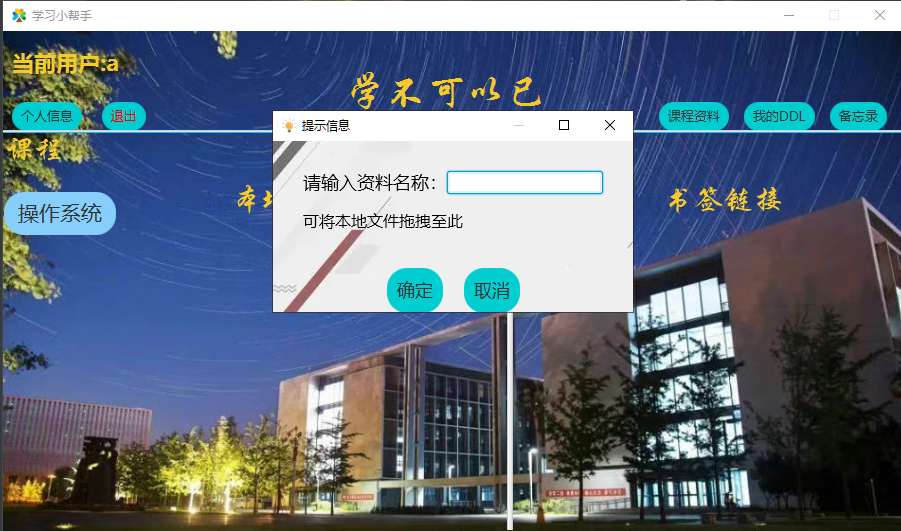 学习小帮手
当前用户:a
学不可以已
个人信息
退出
课程资料
我的DDL
备忘录
提示信息
课程
请输入资料名称：
本地
书签链接
操作系统
可将本地文件拖拽至此
确定
取消